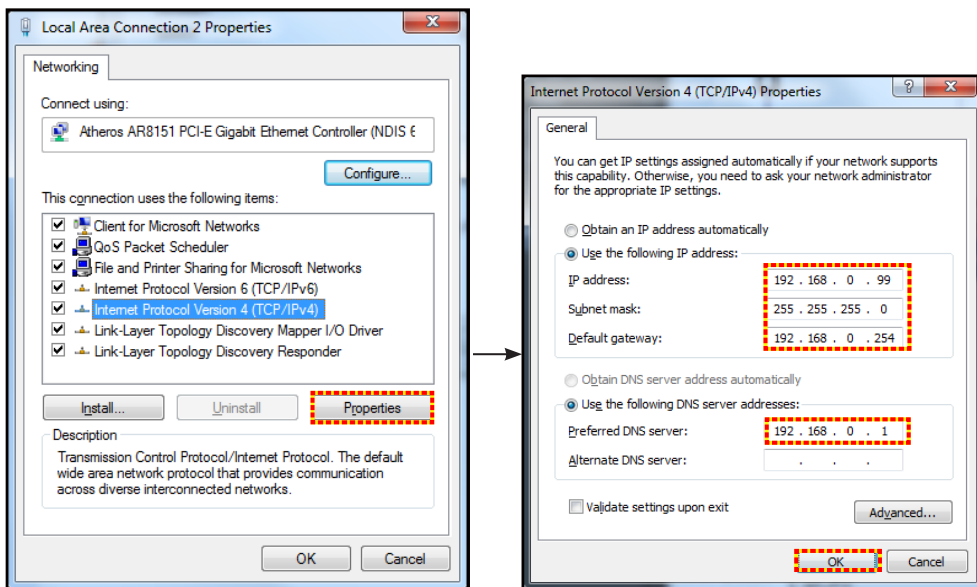 Local Area Connection 2 Properties
Networking
Connect using:
Atheros AR8151 PCI-E Gigabit Ethernet Controller (NDIS 6
Configure...
This connection uses the following items:
Client for Microsoft Networks
QoS Packet Scheduler
File and Printer Sharing for Microsoft Networks
Internet Protocol Version 6 (TCP/IPv6)
Internet Protocol Version 4 (TCP/IPv4)
Link-Layer Topology Discovery Mapper I/O Driver
Link-Layer Topology Discovery Responder
Install...
Uninstall
Properties
Description
Transmission Control Protocol/Internet Protocol. The default
wide area network protocol that provides communication
across diverse interconnected networks.
OK
Cancel
Internet Protocol Version 4 (TCP/IPv4) Properties
General
You can get IP settings assigned automatically if your network supports
this capability. Otherwise, you need to ask your network administrator
for the appropriate IP settings.
Obtain an IP address automatically
Use the following IP address:
IP address: 192 . 168 . 0 . 99
Subnet mask: 255 . 255 . 255 . 0
Default gateway: 192 . 168 . 0 . 254
Obtain DNS server address automatically
Use the following DNS server addresses:
Preferred DNS server: 192 . 168 . 0 . 1
Alternate DNS server: . . .
Validate settings upon exit
Advanced...
OK
Cancel